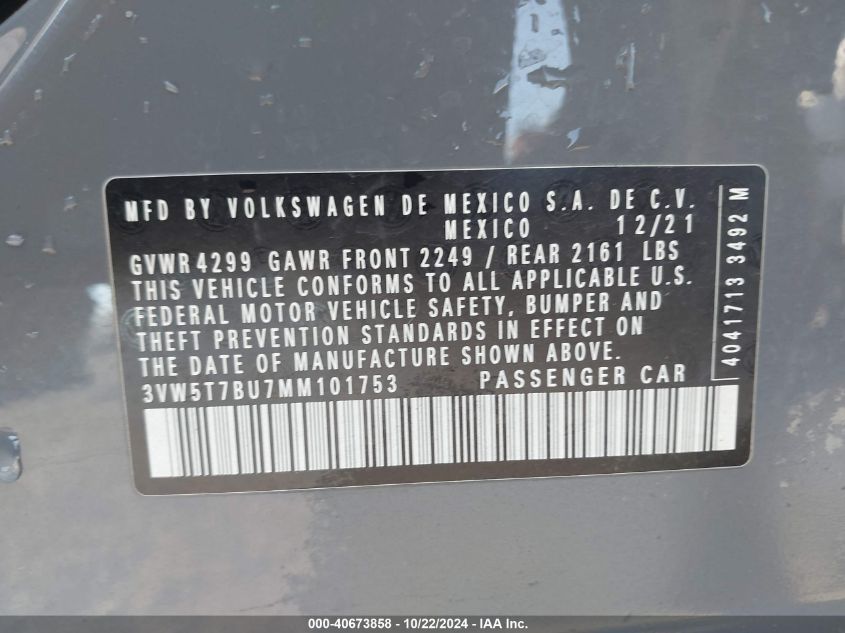 MFD BY VOLKSWAGEN DE MEXICO S.A. DE C.V.
MEXICO 12/21
GVWR 4299 GAWR FRONT 2249 / REAR 2161 LBS
THIS VEHICLE CONFORMS TO ALL APPLICABLE U.S.
FEDERAL MOTOR VEHICLE SAFETY, BUMPER AND
THEFT PREVENTION STANDARDS IN EFFECT ON
THE DATE OF MANUFACTURE SHOWN ABOVE.
3VW5T7BU7MM101753 PASSENGER CAR
4041713 3492 M
000-40673858 - 10/22/2024 - IAA Inc.